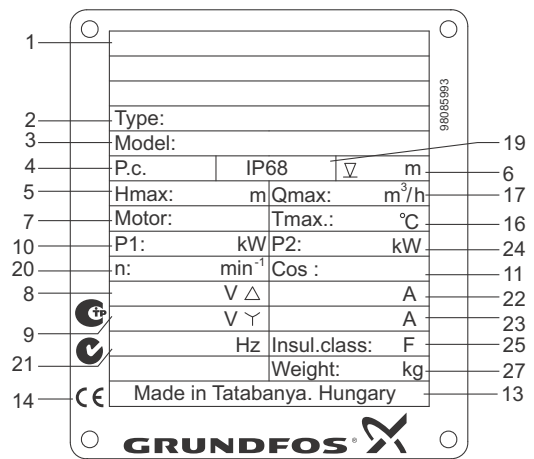 1
98085993
2 Type:
3 Model: 19
4 P.c. IP68 m 6
5 Hmax: m Qmax: m³/h 17
7 Motor: Tmax.: °C 16
10 P1: kW P2: kW 24
20 n: min⁻¹ Cos : 11
8 V △ A 22
9 V Y A 23
21 Hz Insul.class: F 25
Weight: kg 27
14 CE Made in Tatabanya. Hungary 13
GRUNDFOS